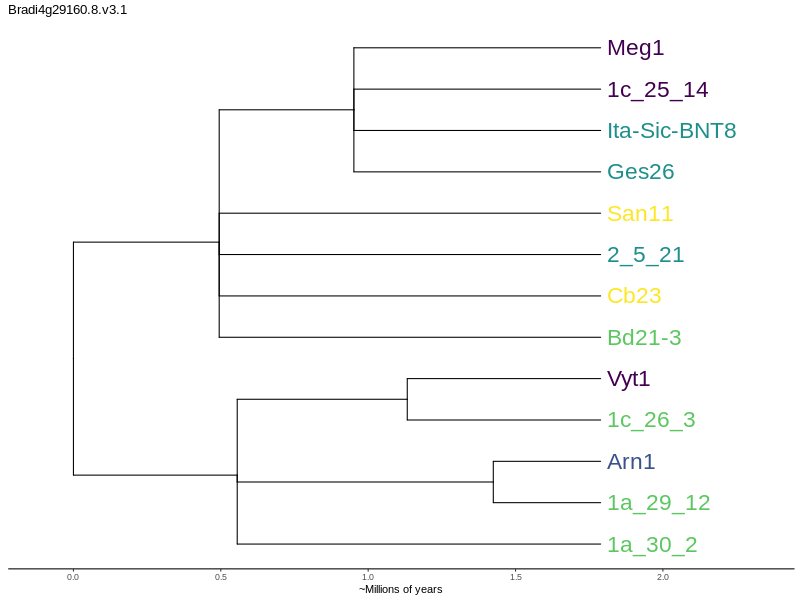 Bradi4g29160.8.v3.1
Meg1
1c_25_14
Ita-Sic-BNT8
Ges26
San11
2_5_21
Cb23
Bd21-3
Vyt1
1c_26_3
Arn1
1a_29_12
1a_30_2
0.0 0.5 1.0 1.5 2.0
~Millions of years